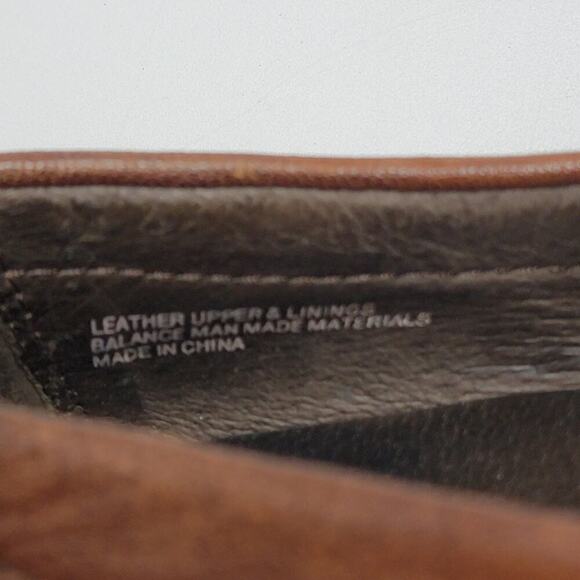 LEATHER UPPER & LININGS
BALANCE MAN MADE MATERIALS
MADE IN CHINA